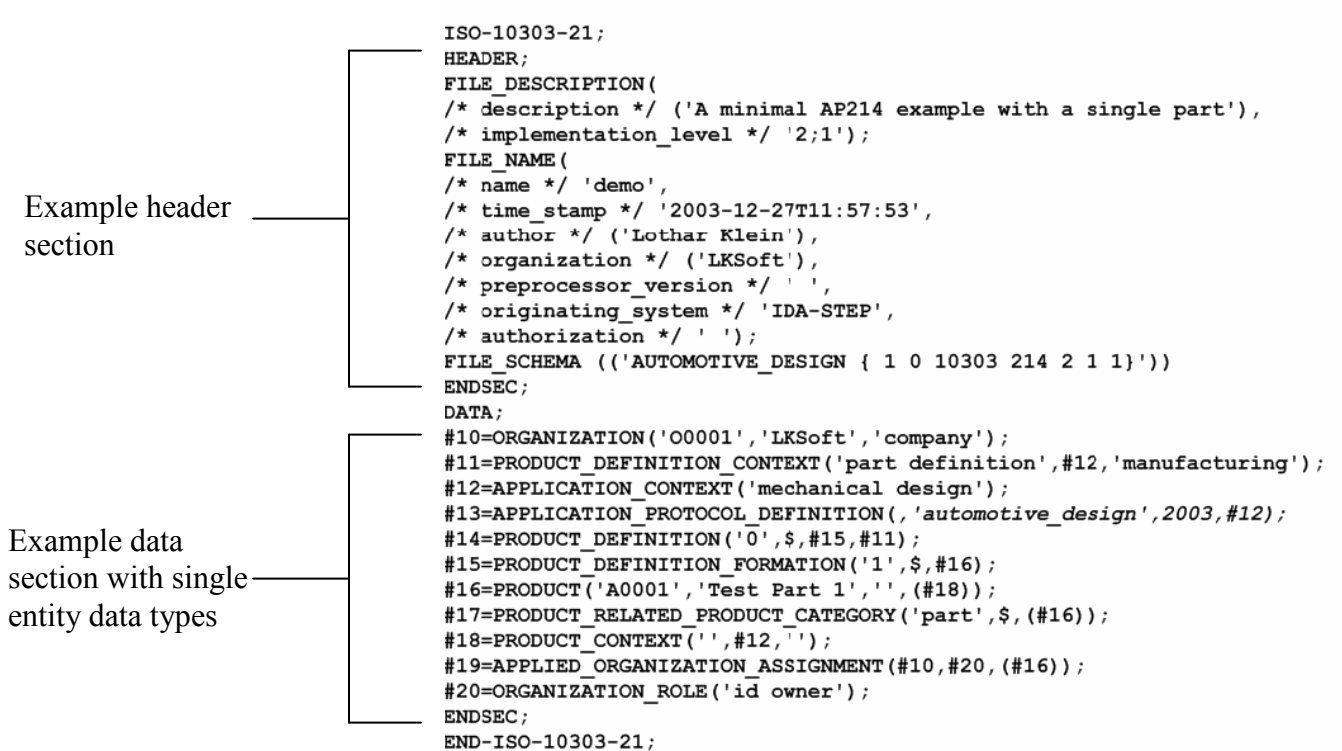 ISO-10303-21;
HEADER;
FILE_DESCRIPTION(
/* description */ ('A minimal AP214 example with a single part'),
/* implementation_level */ '2;1');
FILE_NAME(
/* name */ 'demo',
/* time_stamp */ '2003-12-27T11:57:53',
/* author */ ('Lothar Klein'),
/* organization */ ('LKSoft'),
/* preprocessor_version */ ' ',
/* originating_system */ 'IDA-STEP',
/* authorization */ ' ');
FILE_SCHEMA (('AUTOMOTIVE_DESIGN { 1 0 10303 214 2 1 1}'))
ENDSEC;
Example header
section
DATA;
#10=ORGANIZATION('O0001','LKSoft','company');
#11=PRODUCT_DEFINITION_CONTEXT('part definition',#12,'manufacturing');
#12=APPLICATION_CONTEXT('mechanical design');
#13=APPLICATION_PROTOCOL_DEFINITION(,'automotive_design',2003,#12);
#14=PRODUCT_DEFINITION('0',$,#15,#11);
#15=PRODUCT_DEFINITION_FORMATION('1',$,#16);
#16=PRODUCT('A0001','Test Part 1','',(#18));
#17=PRODUCT_RELATED_PRODUCT_CATEGORY('part',$,(#16));
#18=PRODUCT_CONTEXT('',#12,'');
#19=APPLIED_ORGANIZATION_ASSIGNMENT(#10,#20,(#16));
#20=ORGANIZATION_ROLE('id owner');
ENDSEC;
END-ISO-10303-21;
Example data
section with single
entity data types